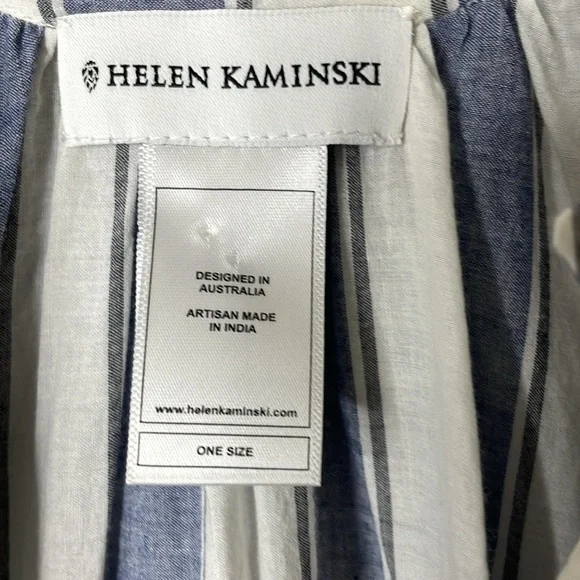 HELEN KAMINSKI
DESIGNED IN
AUSTRALIA
ARTISAN MADE
IN INDIA
www.helenkaminski.com
ONE SIZE